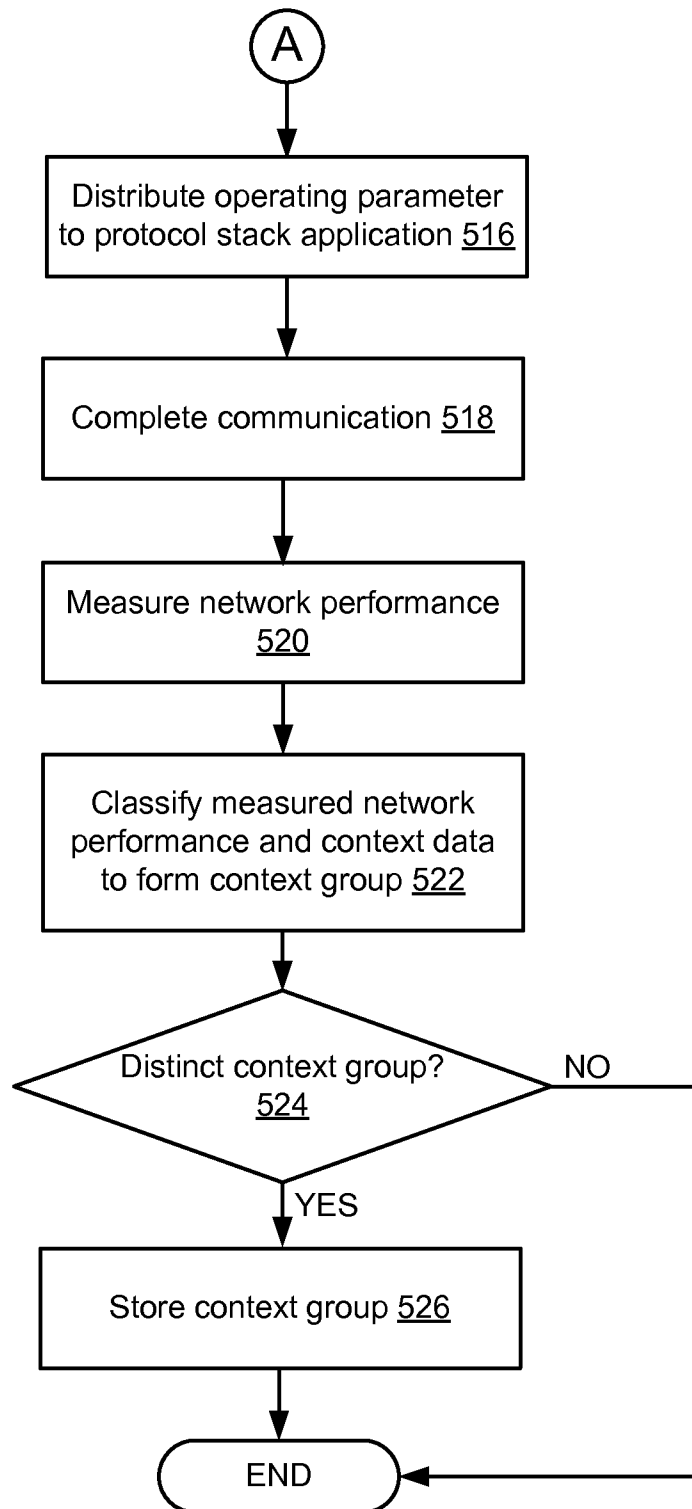 A
Distribute operating parameter
to protocol stack application 516
Complete communication 518
Measure network performance
520
Classify measured network
performance and context data
to form context group 522
Distinct context group?
524
NO
YES
Store context group 526
END